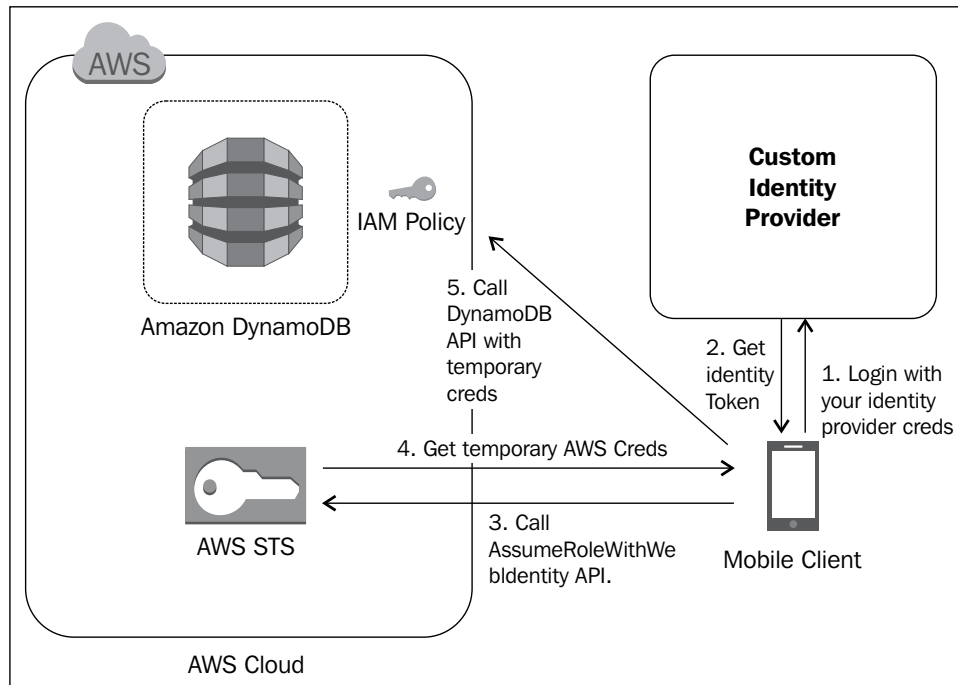 AWS
Custom
Identity
Provider
IAM Policy
Amazon DynamoDB
5. Call
DynamoDB
API with
temporary
creds
2. Get
identity
Token
1. Login with
your identity
provider creds
4. Get temporary AWS Creds
AWS STS
3. Call
AssumeRoleWithWe
bIdentity API.
Mobile Client
AWS Cloud